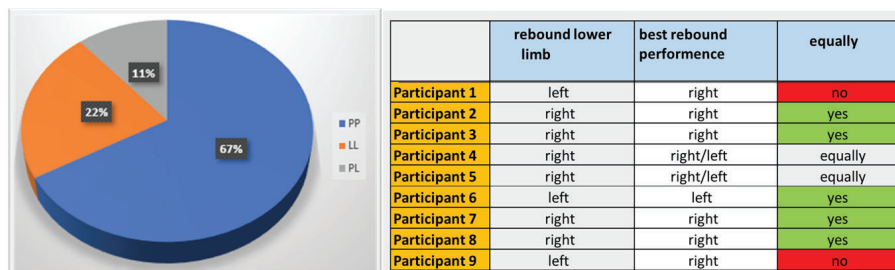 11%
22%
67%
PP
LL
PL
rebound lower limb best rebound performence equally
Participant 1 left right no
Participant 2 right right yes
Participant 3 right right yes
Participant 4 right right/left equally
Participant 5 right right/left equally
Participant 6 left left yes
Participant 7 right right yes
Participant 8 right right yes
Participant 9 left right no